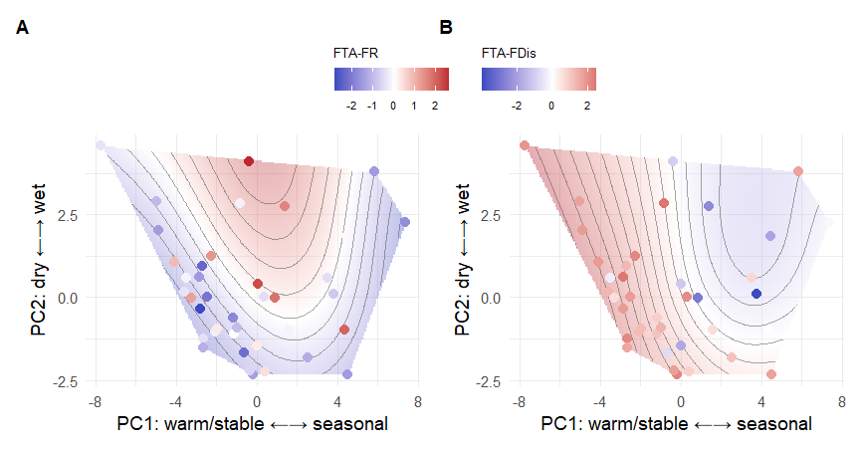 A B
FTA-FR FTA-FDis
-2 -1 0 1 2 -2 0 2
PC2: dry ←→ wet
2.5
0.0
-2.5
-8 -4 0 4 8
PC1: warm/stable ←→ seasonal
PC2: dry ←→ wet
2.5
0.0
-2.5
-8 -4 0 4 8
PC1: warm/stable ←→ seasonal